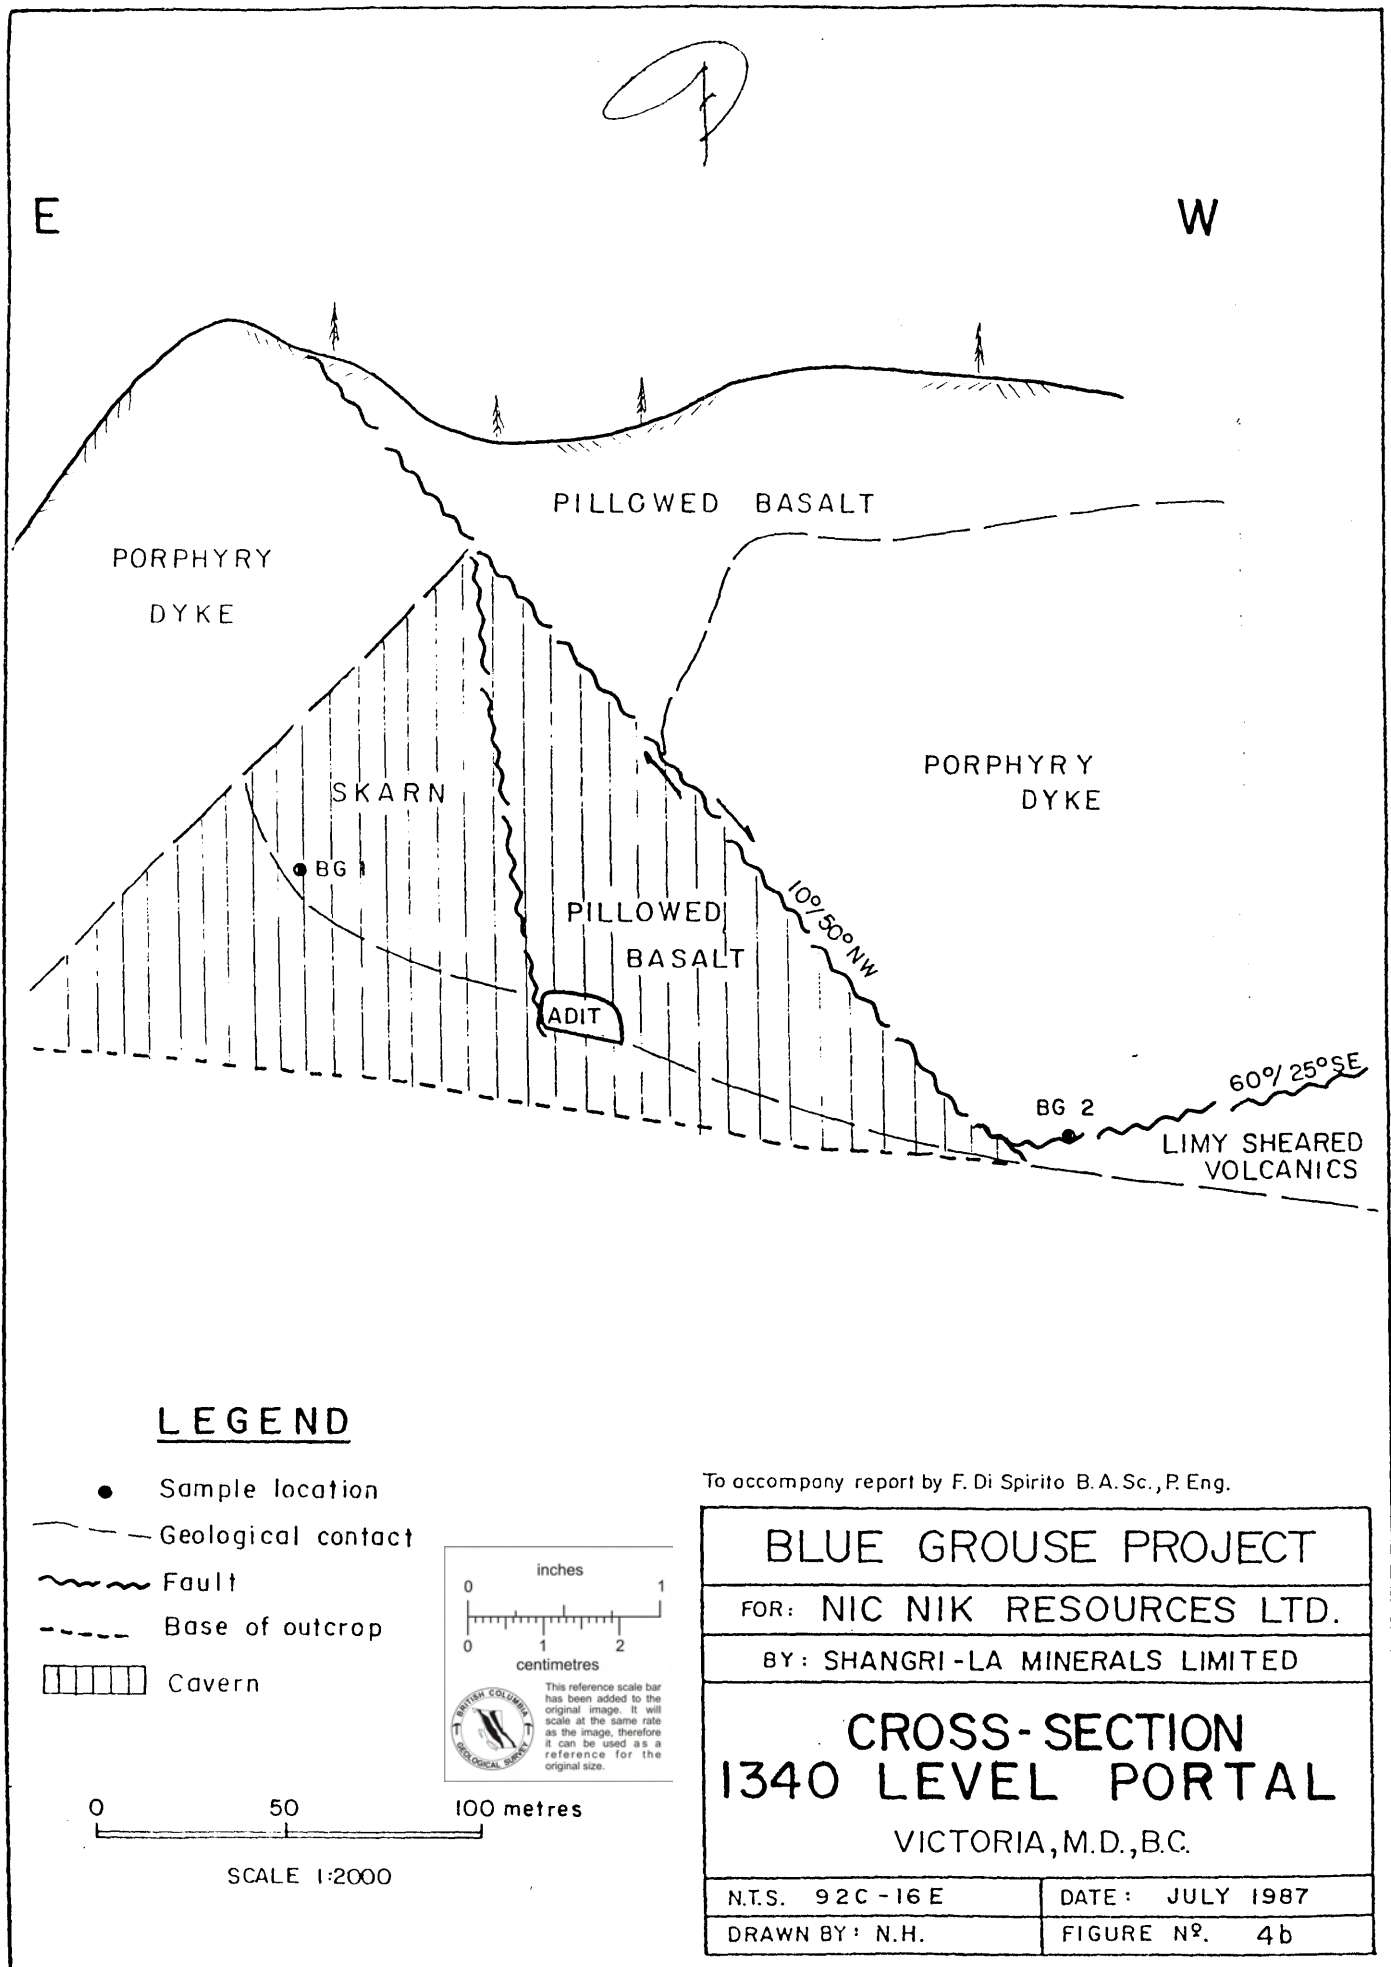 E
W
PILLOWED BASALT
PORPHYRY
DYKE
PORPHYRY
DYKE
SKARN
BG 1
PILLOWED
BASALT
10°/50° NW
ADIT
60°/25° SE
BG 2
LIMY SHEARED
VOLCANICS
LEGEND
Sample location
Geological contact
Fault
Base of outcrop
Cavern
inches
0 1
0 1 2
centimetres
BRITISH COLUMBIA
GEOLOGICAL SURVEY
This reference scale bar
has been added to the
original image. It will
scale at the same rate
as the image, therefore
it can be used as a
reference for the
original size.
0 50 100 metres
SCALE 1:2000
To accompany report by F. Di Spirito B.A.Sc., P. Eng.
BLUE GROUSE PROJECT
FOR: NIC NIK RESOURCES LTD.
BY: SHANGRI-LA MINERALS LIMITED
CROSS-SECTION
1340 LEVEL PORTAL
VICTORIA, M.D., B.C.
N.T.S. 92C-16E
DATE: JULY 1987
DRAWN BY: N.H.
FIGURE Nº. 4b